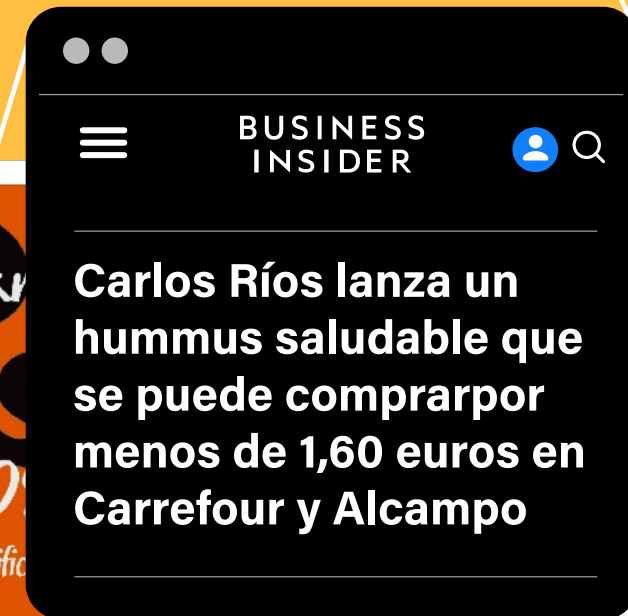 BUSINESS
INSIDER
Carlos Ríos lanza un
hummus saludable que
se puede comprarpor
menos de 1,60 euros en
Carrefour y Alcampo